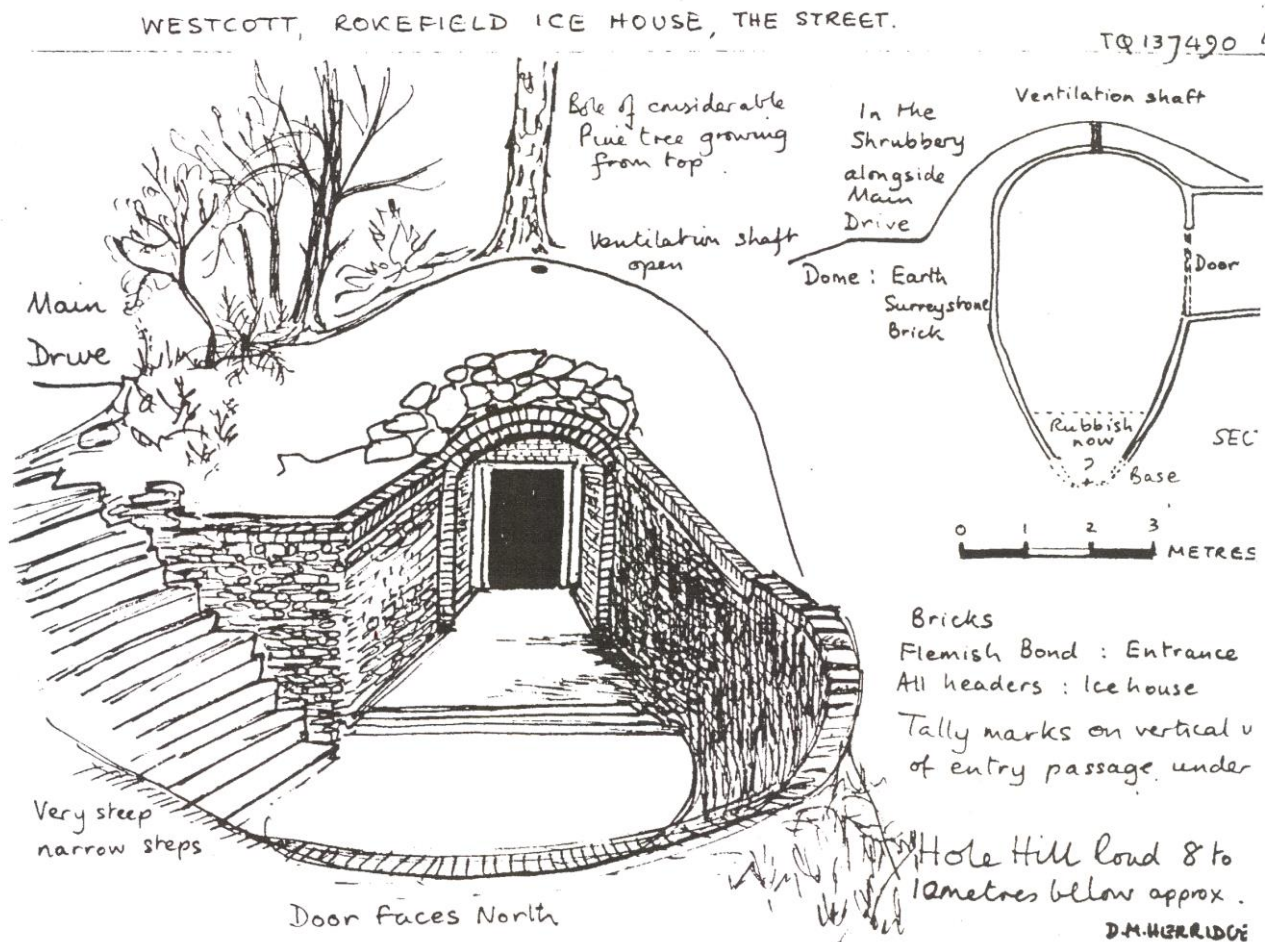 WESTCOTT, ROKEFIELD ICE HOUSE, THE STREET.
TQ 137490
Bole of considerable
Pine tree growing
from top.
Ventilation shaft
open
Main
Drive
In the
Shrubbery
alongside
Main
Drive
Ventilation shaft
Dome : Earth
Surreystone
Brick
Door
Rubbish
now
?
Base
SEC
0 1 2 3
METRES
Bricks
Flemish Bond : Entrance
All headers : Icehouse
Tally marks on vertical
of entry passage under
Very steep
narrow steps
Door faces North
Hole Hill Road 8 to
10 metres below approx.
D.M.HERRIDGE